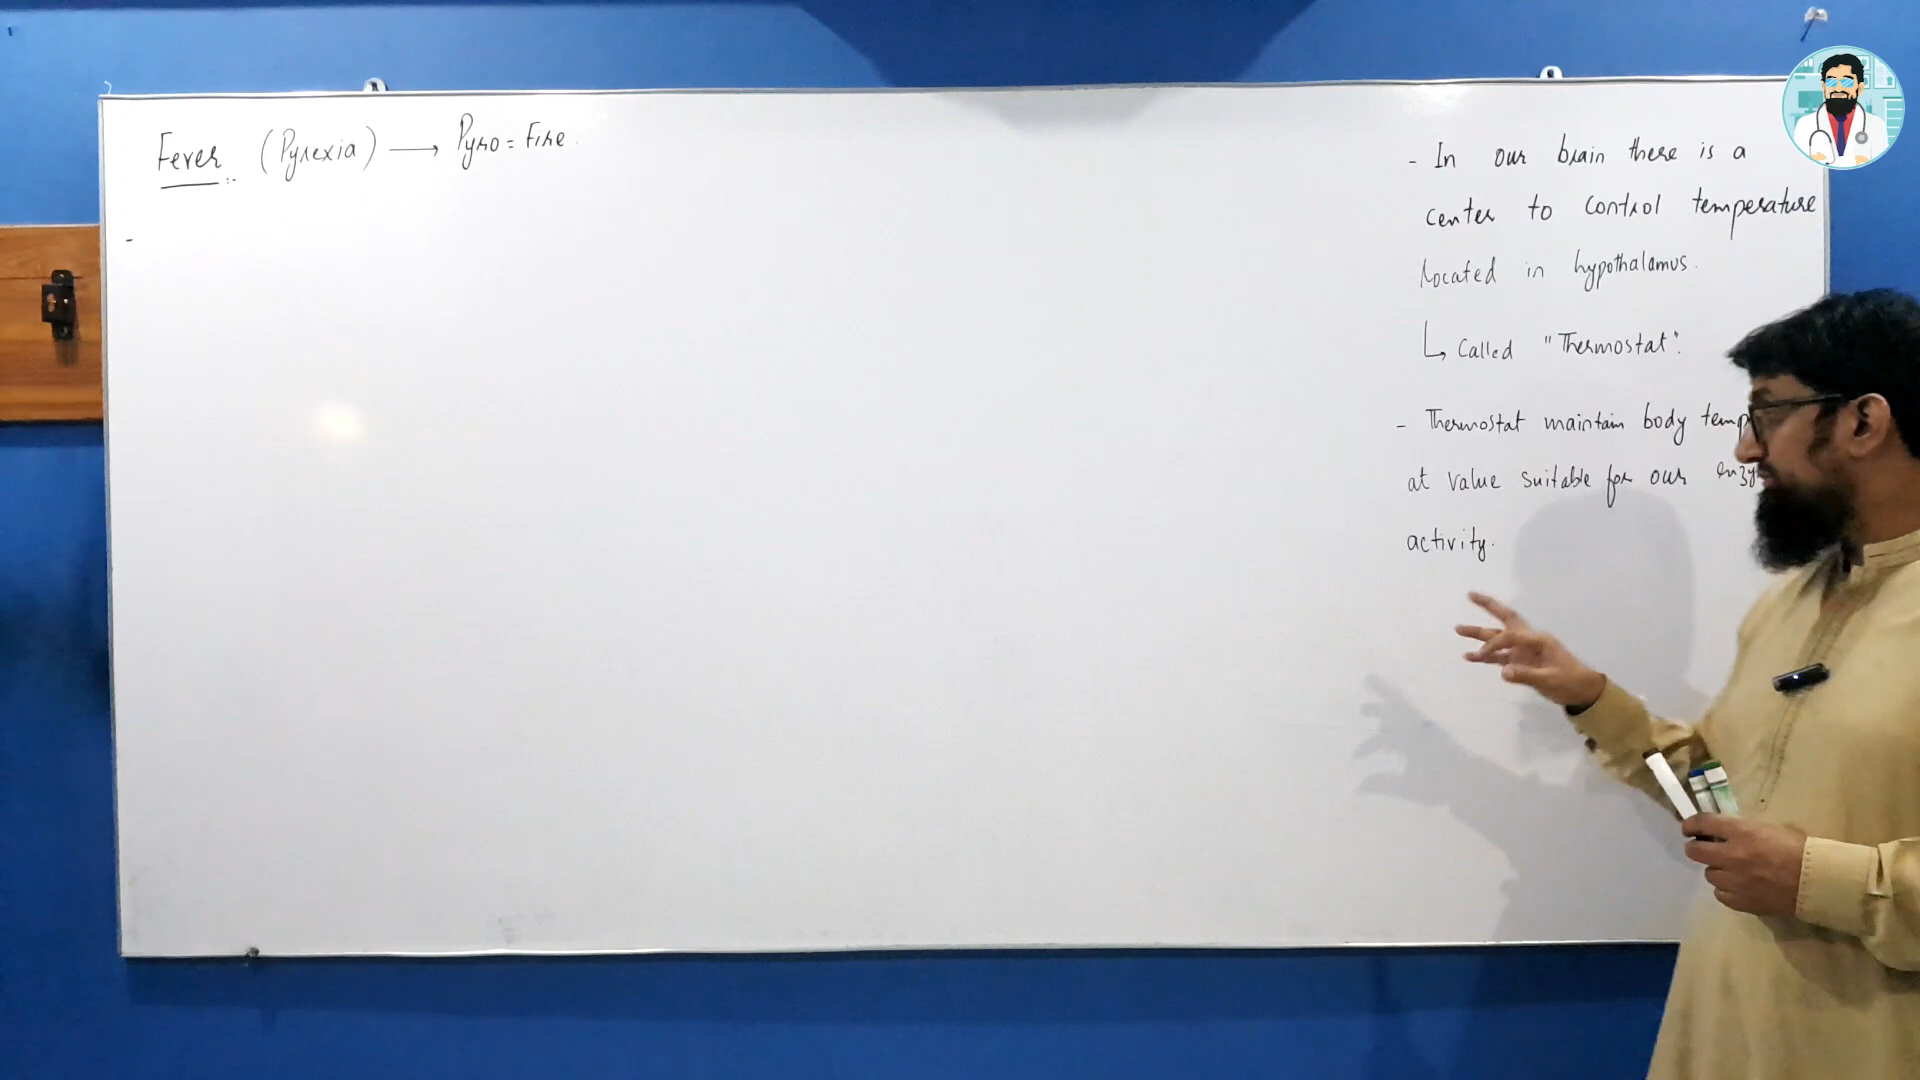 Fever (Pyrexia) → Pyro = Fire.
-
- In our brain there is a
center to control temperature
located in hypothalamus.
↳ Called "Thermostat".
- Thermostat maintain body temp
at value suitable for our
activity.